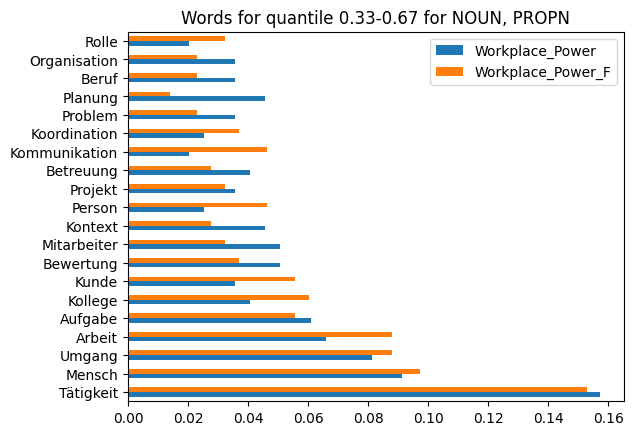 Words for quantile 0.33-0.67 for NOUN, PROPN
Workplace_Power
Workplace_Power_F
Rolle
Organisation
Beruf
Planung
Problem
Koordination
Kommunikation
Betreuung
Projekt
Person
Kontext
Mitarbeiter
Bewertung
Kunde
Kollege
Aufgabe
Arbeit
Umgang
Mensch
Tätigkeit
0.00 0.02 0.04 0.06 0.08 0.10 0.12 0.14 0.16